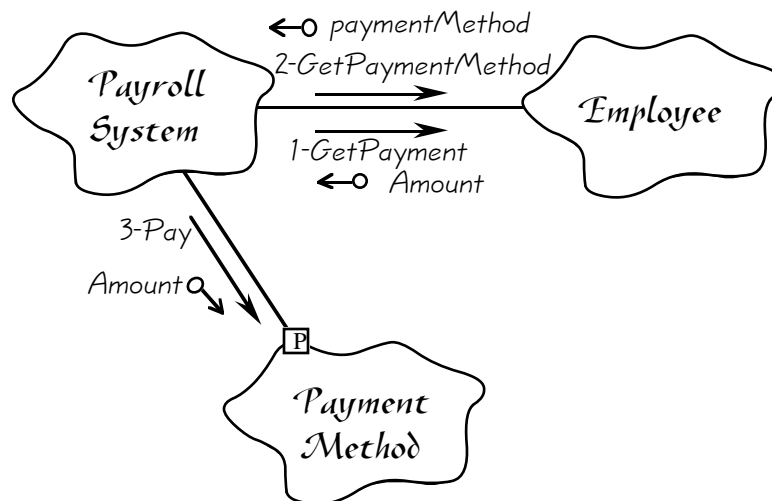 paymentMethod
2-GetPaymentMethod
Payroll
System
Employee
1-GetPayment
Amount
3-Pay
Amount
P
Payment
Method